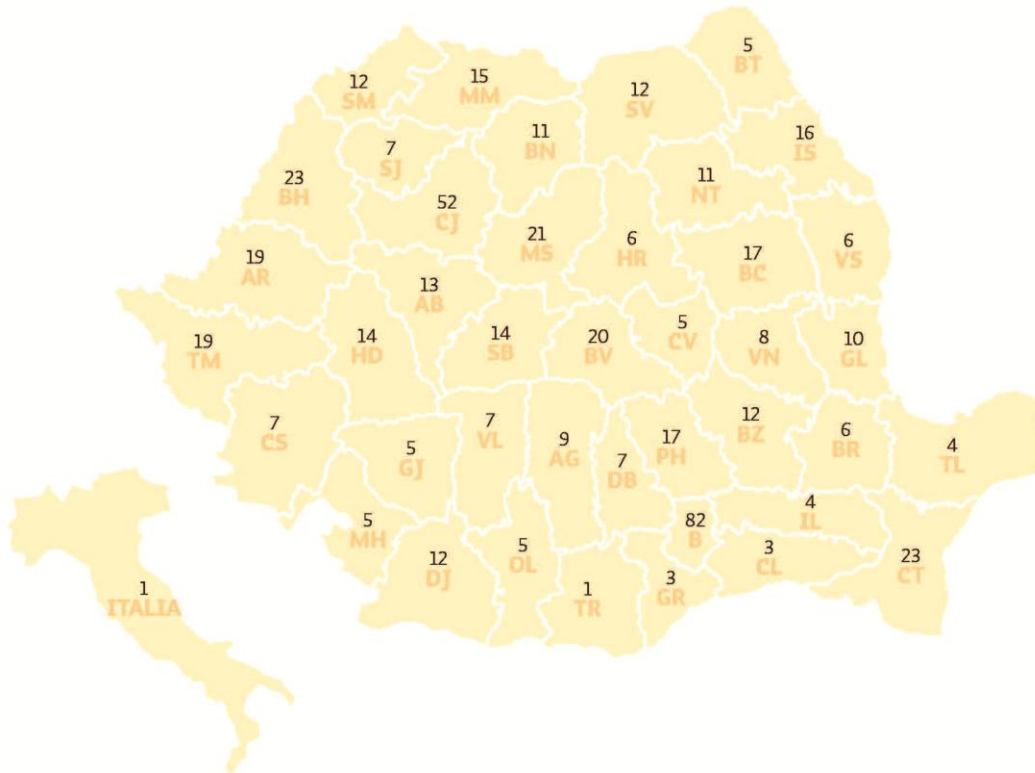 5
BT
12
SM
15
MM
12
SV
11
BN
16
IS
7
SJ
11
NT
23
BH
52
CJ
21
MS
6
HR
17
BC
6
VS
19
AR
13
AB
19
TM
14
HD
14
SB
20
BV
5
CV
8
VN
10
GL
7
CS
5
GJ
7
VL
9
AG
7
DB
17
PH
12
BZ
6
BR
4
TL
5
MH
12
DJ
5
OL
1
TR
3
GR
82
B
4
IL
3
CL
23
CT
1
ITALIA